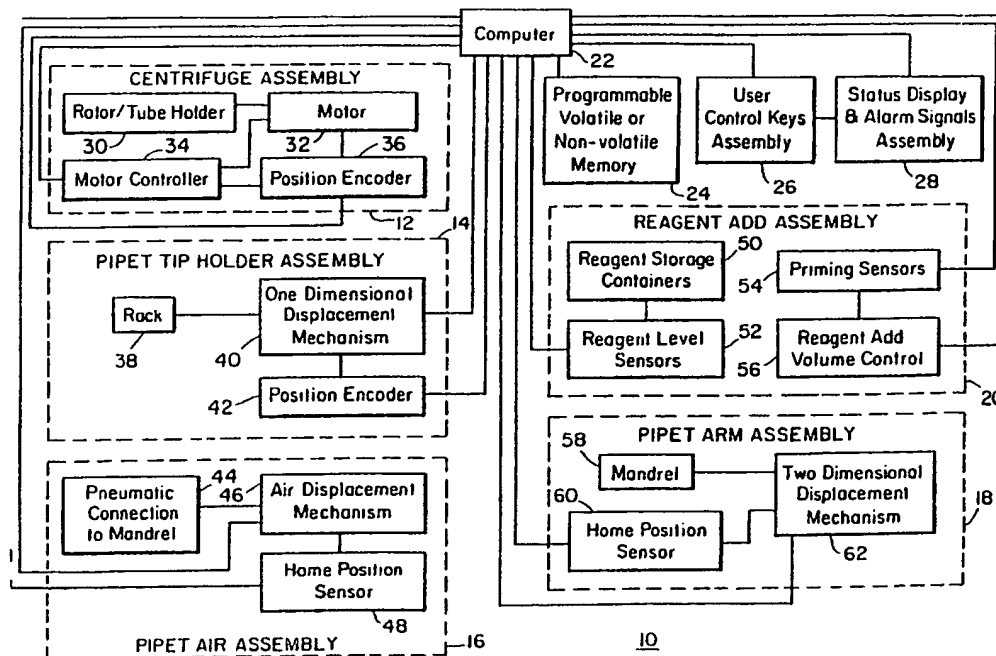 Computer
22
CENTRIFUGE ASSEMBLY
Rotor/Tube Holder
30
Motor
32
34
Motor Controller
36
Position Encoder
12
Programmable
Volatile or
Non-volatile
Memory
24
User
Control Keys
Assembly
26
Status Display
& Alarm Signals
Assembly
28
14
PIPET TIP HOLDER ASSEMBLY
Rack
38
One Dimensional
Displacement
Mechanism
40
Position Encoder
42
REAGENT ADD ASSEMBLY
Reagent Storage
Containers
50
Priming Sensors
54
Reagent Level
Sensors
52
Reagent Add
Volume Control
56
20
44
Pneumatic
Connection
to Mandrel
46
Air Displacement
Mechanism
Home Position
Sensor
48
PIPET AIR ASSEMBLY
16
PIPET ARM ASSEMBLY
58
Mandrel
60
Home Position
Sensor
Two Dimensional
Displacement
Mechanism
62
18
10